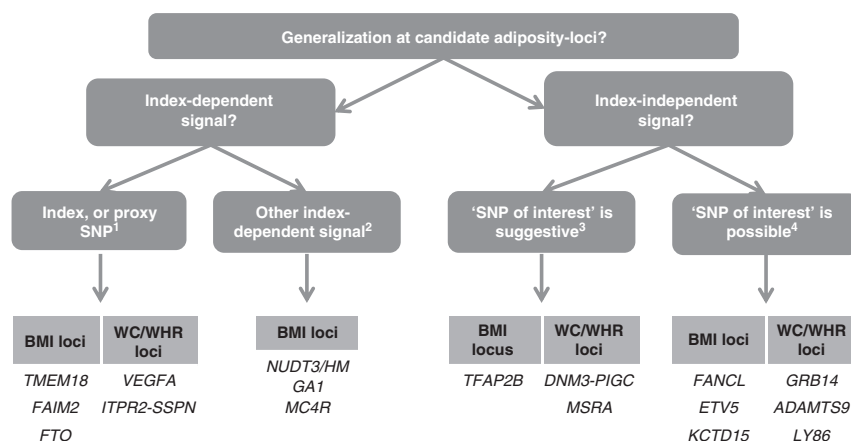 Generalization at candidate adiposity-loci?
Index-dependent
signal?
Index-independent
signal?
Index, or proxy
SNP1
Other index-
dependent signal2
‘SNP of interest’ is
suggestive3
‘SNP of interest’ is
possible4
BMI loci
WC/WHR
loci
TMEM18
FAIM2
FTO
VEGFA
ITPR2-SSPN
BMI loci
NUDT3/HM
GA1
MC4R
BMI
locus
WC/WHR
loci
TFAP2B
DNM3-PIGC
MSRA
BMI loci
WC/WHR
loci
FANCL
ETV5
KCTD15
GRB14
ADAMTS9
LY86